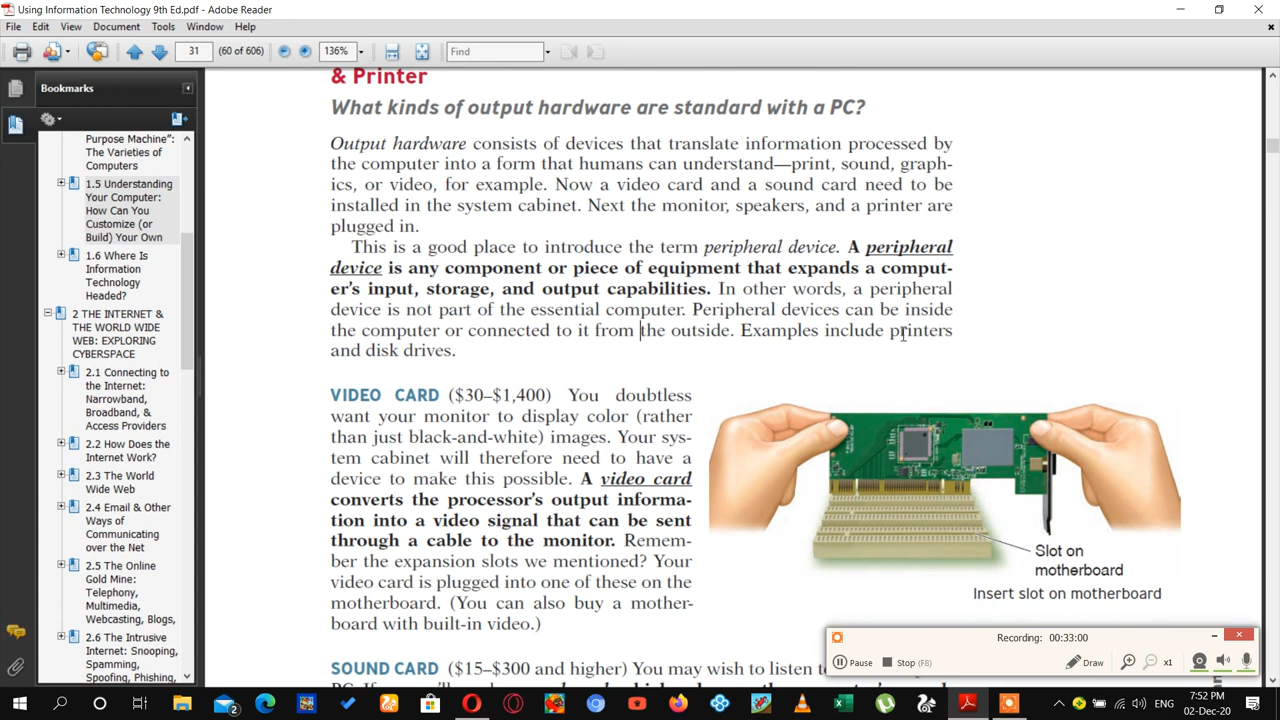 Using Information Technology 9th Ed.pdf - Adobe Reader
File Edit View Document Tools Window Help
31 (60 of 606) 136% Find
Bookmarks
Purpose Machine":
The Varieties of
Computers
1.5 Understanding
Your Computer:
How Can You
Customize (or
Build) Your Own
1.6 Where Is
Information
Technology
Headed?
2 THE INTERNET &
THE WORLD WIDE
WEB: EXPLORING
CYBERSPACE
2.1 Connecting to
the Internet:
Narrowband,
Broadband, &
Access Providers
2.2 How Does the
Internet Work?
2.3 The World
Wide Web
2.4 Email & Other
Ways of
Communicating
over the Net
2.5 The Online
Gold Mine:
Telephony,
Multimedia,
Webcasting, Blogs,
2.6 The Intrusive
Internet: Snooping,
Spamming,
Spoofing, Phishing,
& Printer
What kinds of output hardware are standard with a PC?
Output hardware consists of devices that translate information processed by
the computer into a form that humans can understand—print, sound, graph-
ics, or video, for example. Now a video card and a sound card need to be
installed in the system cabinet. Next the monitor, speakers, and a printer are
plugged in.
This is a good place to introduce the term peripheral device. A peripheral
device is any component or piece of equipment that expands a comput-
er's input, storage, and output capabilities. In other words, a peripheral
device is not part of the essential computer. Peripheral devices can be inside
the computer or connected to it from the outside. Examples include printers
and disk drives.
VIDEO CARD ($30–$1,400) You doubtless
want your monitor to display color (rather
than just black-and-white) images. Your sys-
tem cabinet will therefore need to have a
device to make this possible. A video card
converts the processor's output informa-
tion into a video signal that can be sent
through a cable to the monitor. Remem-
ber the expansion slots we mentioned? Your
video card is plugged into one of these on the
motherboard. (You can also buy a mother-
board with built-in video.)
Slot on
motherboard
Insert slot on motherboard
SOUND CARD ($15–$300 and higher) You may wish to listen
Recording: 00:33:00
Pause Stop (F8) x1 Draw
ENG
7:52 PM
02-Dec-20